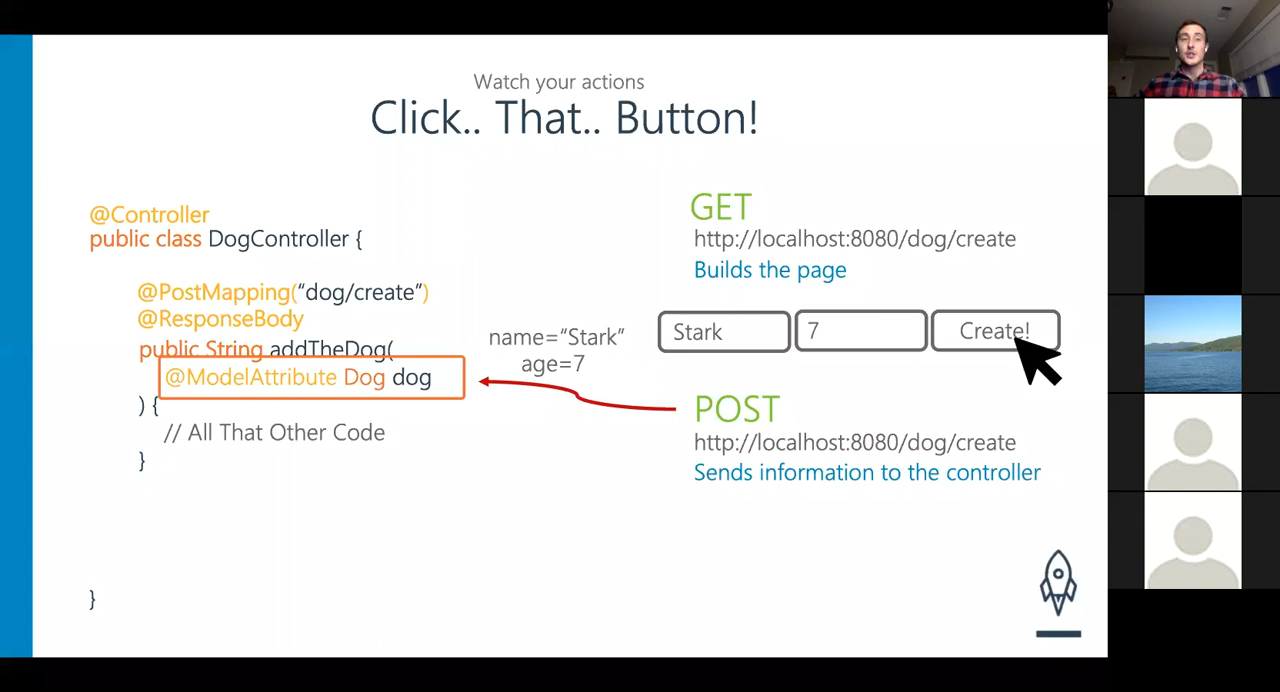 Watch your actions
Click.. That.. Button!
@Controller
public class DogController {
@PostMapping(“dog/create”)
@ResponseBody
public String addTheDog(
@ModelAttribute Dog dog
) {
// All That Other Code
}
}
name=“Stark”
age=7
GET
http://localhost:8080/dog/create
Builds the page
Stark
7
Create!
POST
http://localhost:8080/dog/create
Sends information to the controller